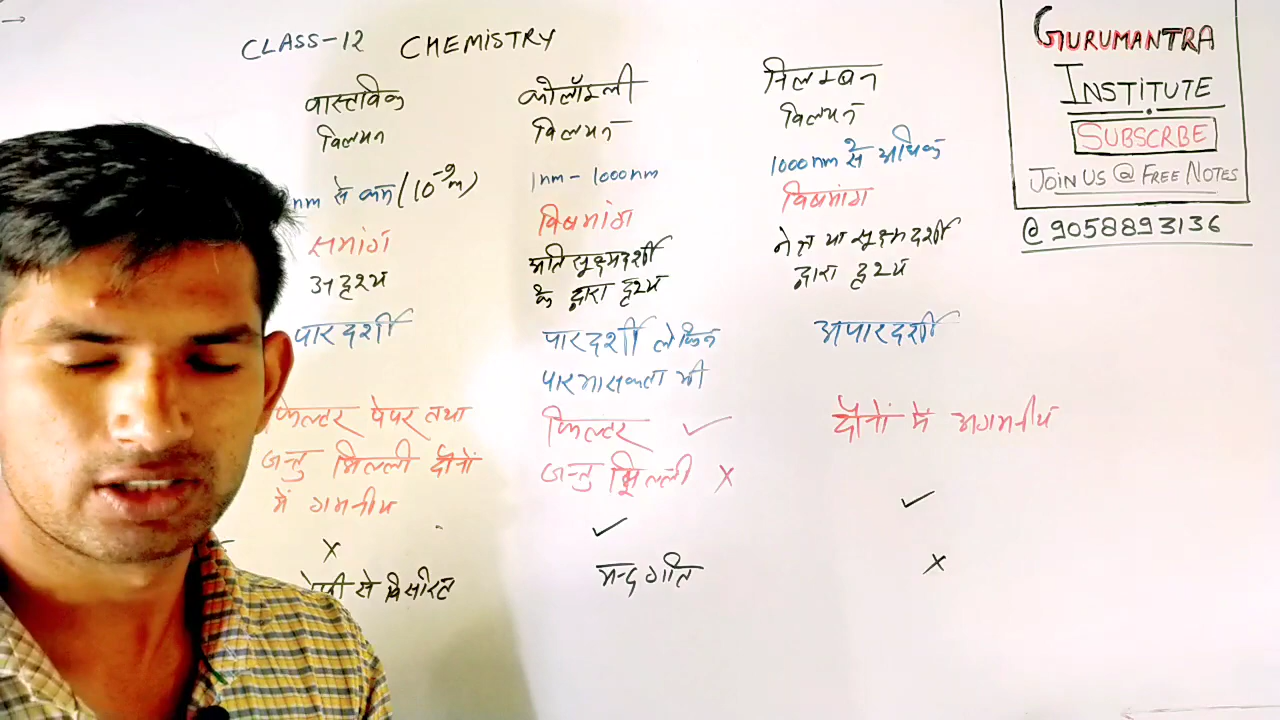 CLASS-12 CHEMISTRY
वास्तविक
विलयन
nm से कम (10⁻⁹m)
समांग
अदृश्य
पारदर्शी
फिल्टर पेपर तथा
जन्तु झिल्ली दोनों
में गमनीय
X
से विसरित
कोलॉइडी
विलयन
1nm - 1000nm
विषमांग
अतिसूक्ष्मदर्शी
के द्वारा दृश्य
पारदर्शी लेकिन
पारभासकता भी
फिल्टर ✓
जन्तु झिल्ली X
✓
मन्द गति
निलम्बन
विलयन
1000nm से अधिक
विषमांग
नेत्र या सूक्ष्मदर्शी
द्वारा दृश्य
अपारदर्शी
दोनों में अगमनीय
✓
X
GURUMANTRA
INSTITUTE
SUBSCRBE
JOIN US @ FREE NOTES
@ 9058893136